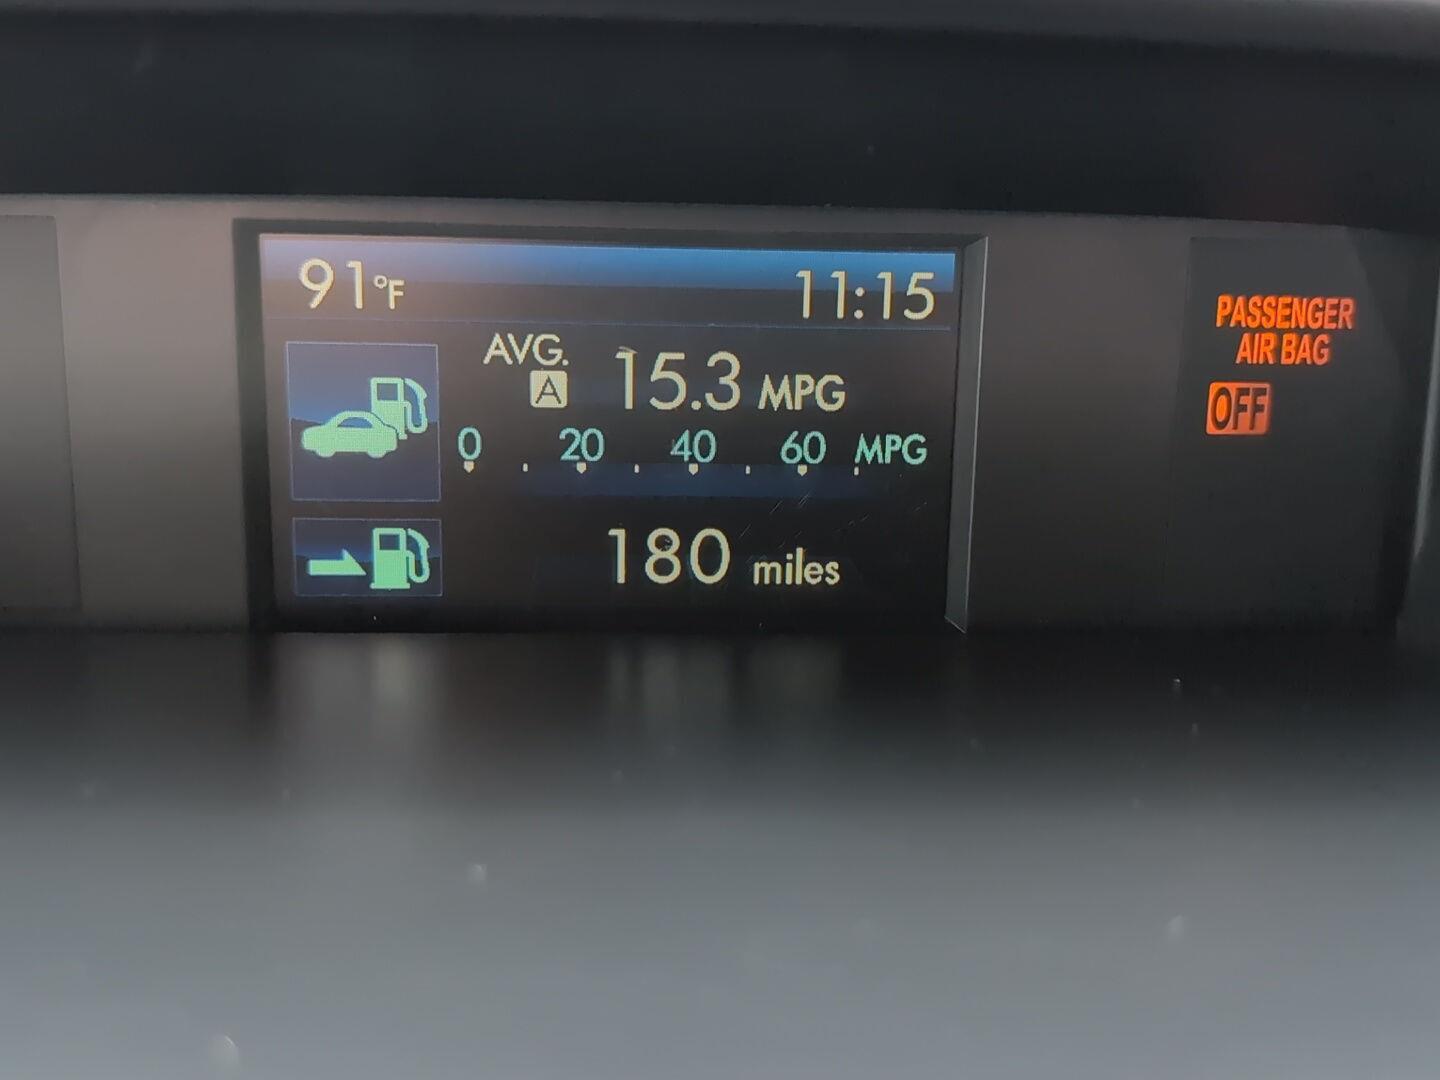 91°F 11:15
AVG.
A 15.3 MPG
0 20 40 60 MPG
180 miles
PASSENGER
AIR BAG
OFF